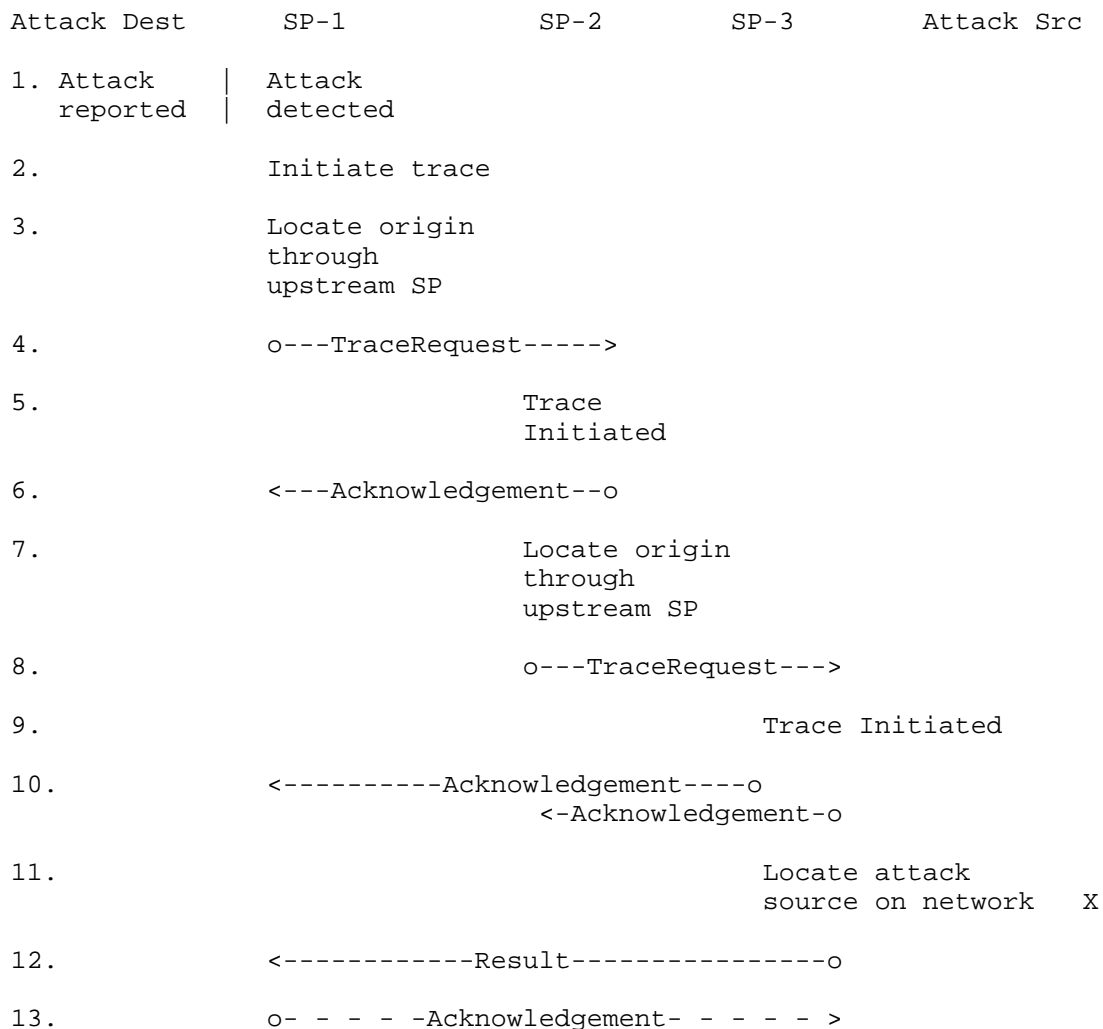 Attack Dest SP-1 SP-2 SP-3 Attack Src
1. Attack | Attack
reported | detected
2. Initiate trace
3. Locate origin
through
upstream SP
4. o---TraceRequest----->
5. Trace
Initiated
6. <---Acknowledgement--o
7. Locate origin
through
upstream SP
8. o---TraceRequest--->
9. Trace Initiated
10. <----------Acknowledgement----o
<-Acknowledgement-o
11. Locate attack
source on network X
12. <------------Result----------------o
13. o- - - - -Acknowledgement- - - - - >